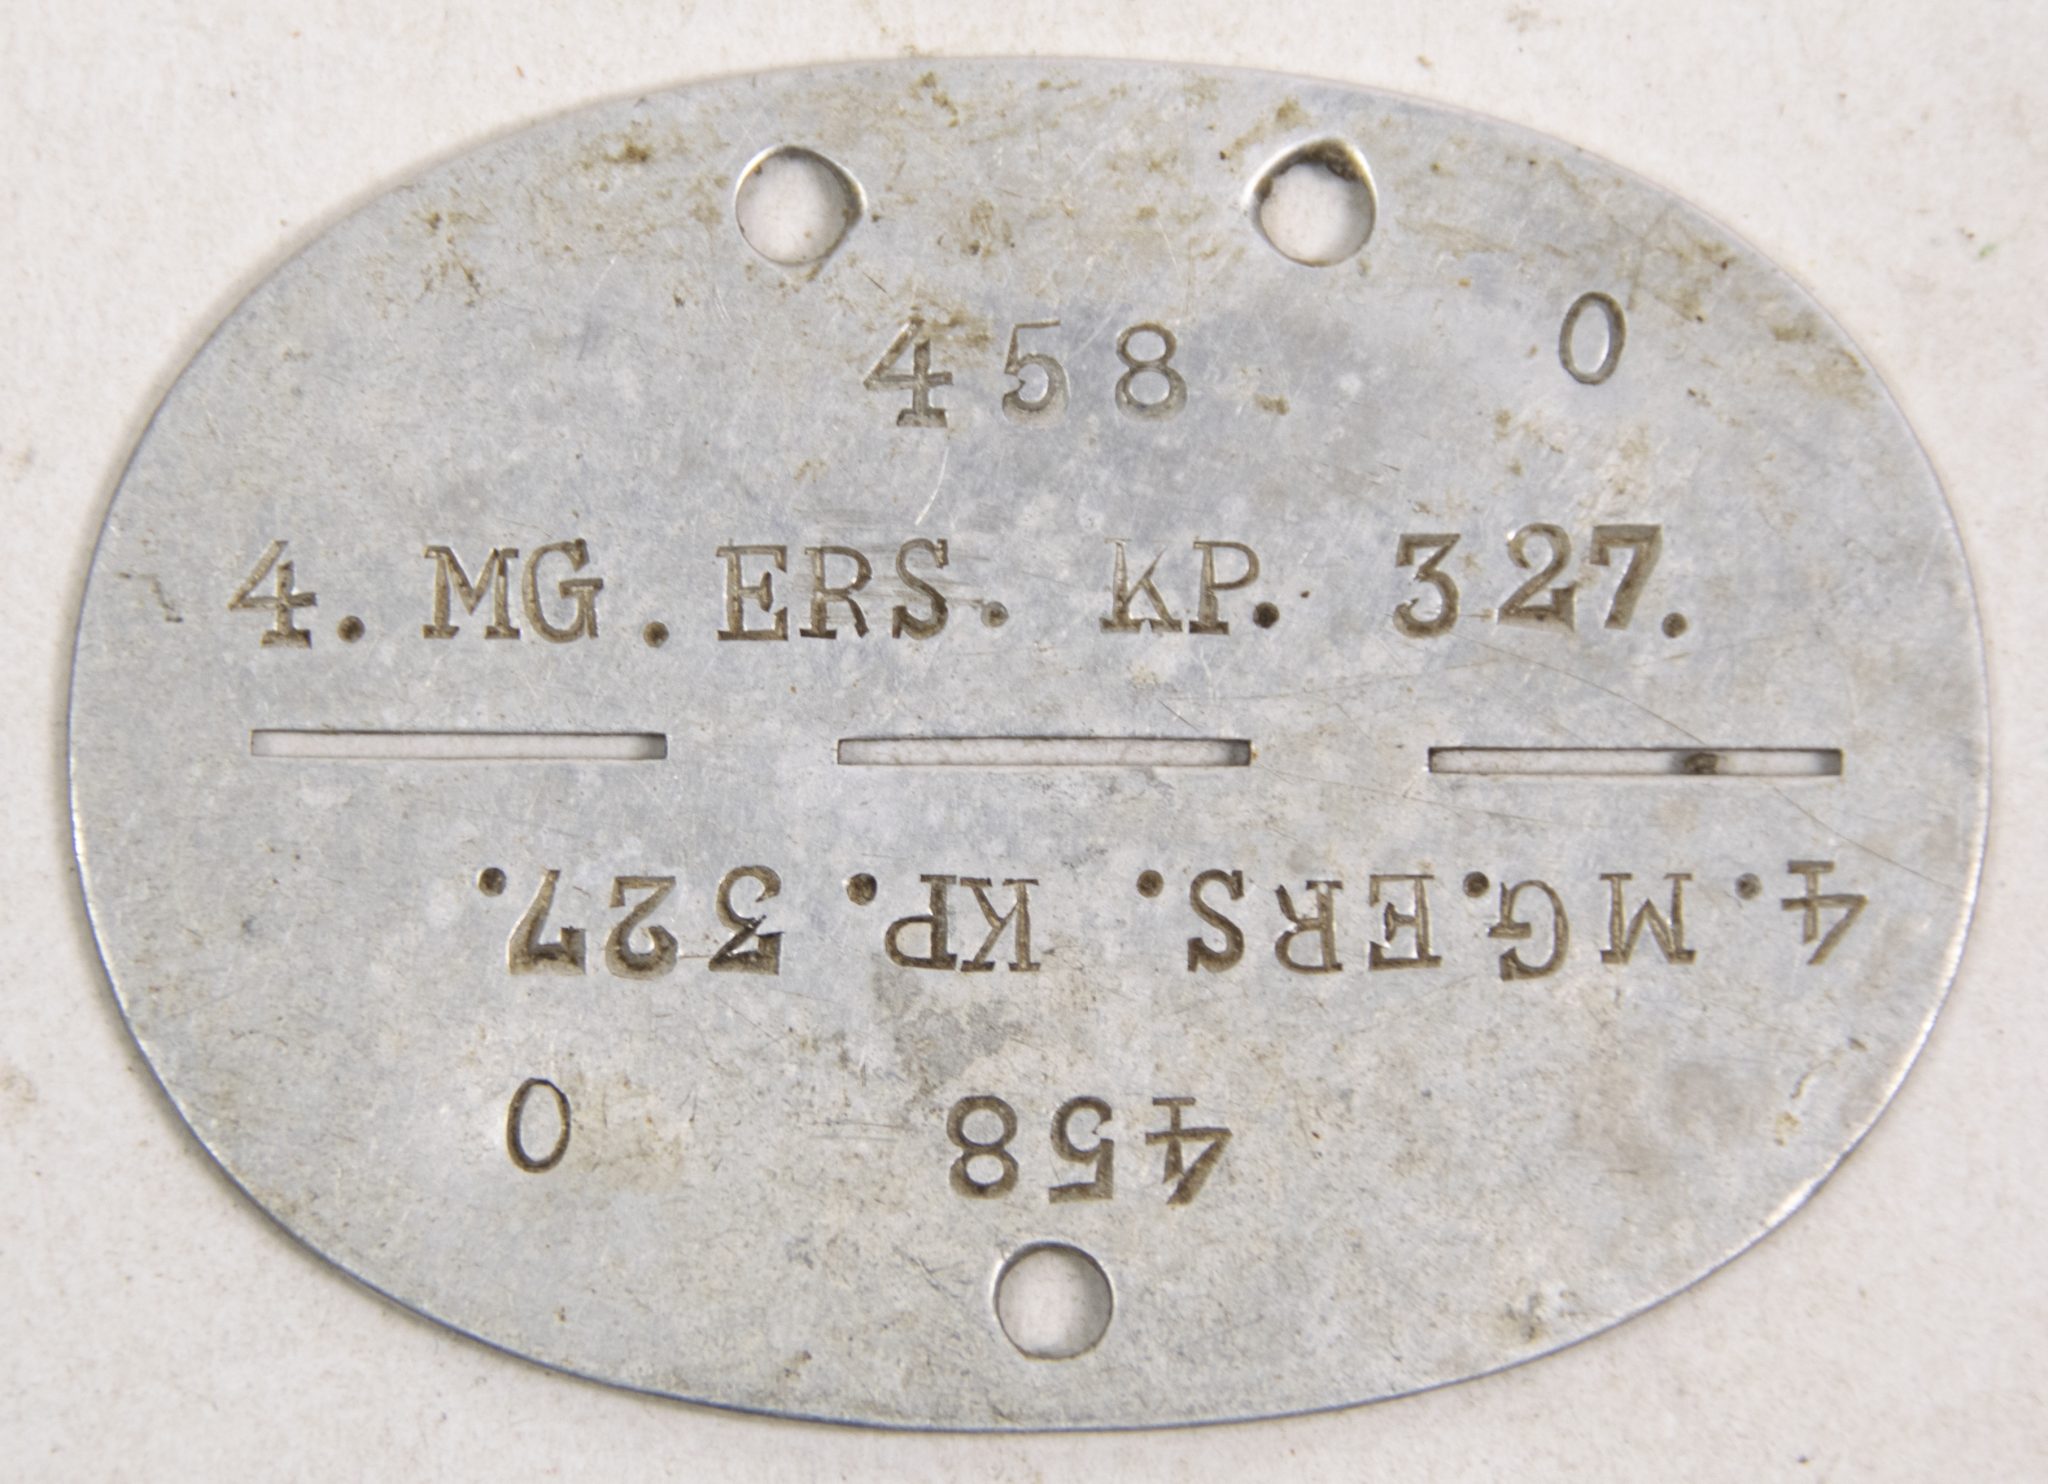 458 0
4. MG. ERS. KP. 327.
4. MG. ERS. KP. 327.
458 0